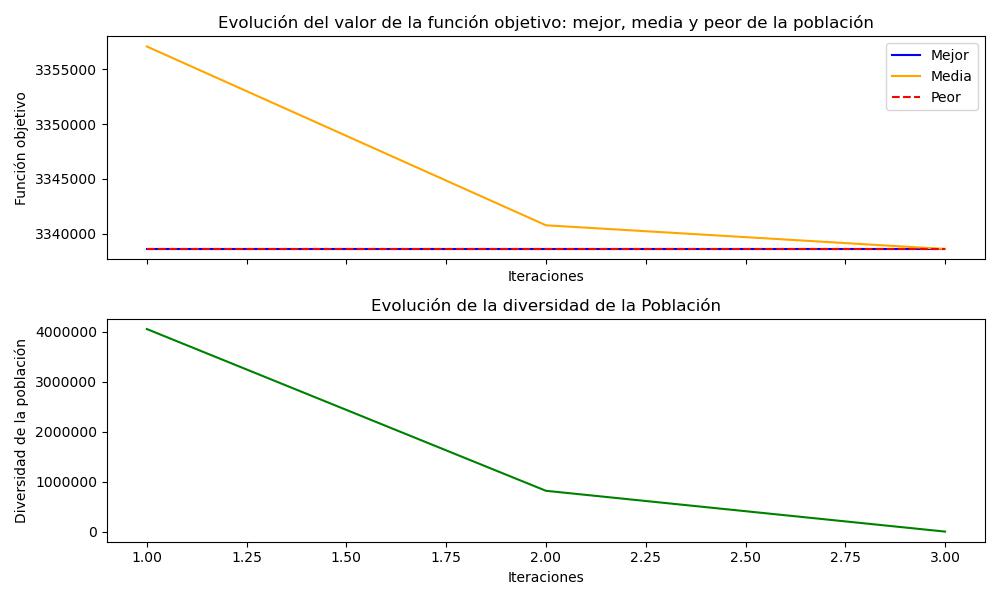 Evolución del valor de la función objetivo: mejor, media y peor de la población
Función objetivo
3355000
3350000
3345000
3340000
Mejor
Media
Peor
Iteraciones
Evolución de la diversidad de la Población
Diversidad de la población
4000000
3000000
2000000
1000000
0
1.00 1.25 1.50 1.75 2.00 2.25 2.50 2.75 3.00
Iteraciones